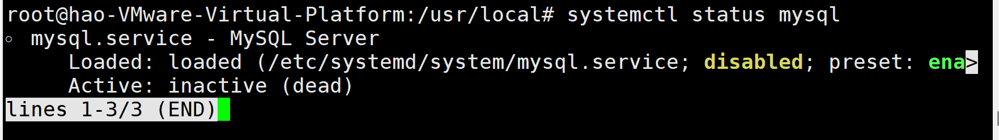 root@hao-VMware-Virtual-Platform:/usr/local# systemctl status mysql
○ mysql.service - MySQL Server
     Loaded: loaded (/etc/systemd/system/mysql.service; disabled; preset: ena>
     Active: inactive (dead)
lines 1-3/3 (END)